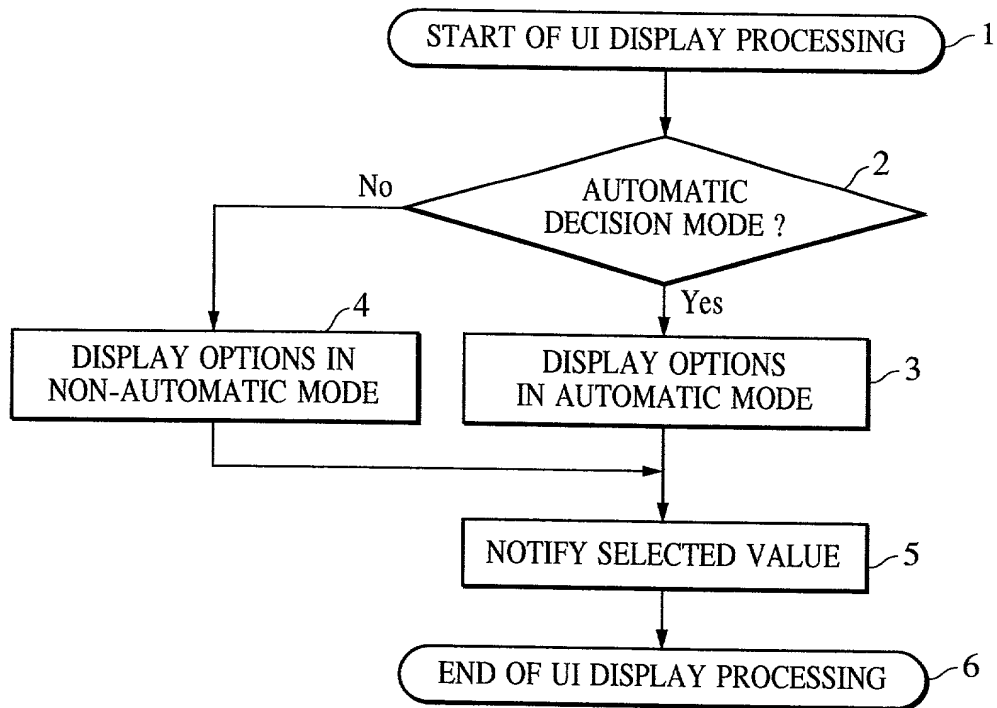 START OF UI DISPLAY PROCESSING
1
2
AUTOMATIC
DECISION MODE ?
No
Yes
4
DISPLAY OPTIONS IN
NON-AUTOMATIC MODE
DISPLAY OPTIONS
IN AUTOMATIC MODE
3
NOTIFY SELECTED VALUE
5
END OF UI DISPLAY PROCESSING
6